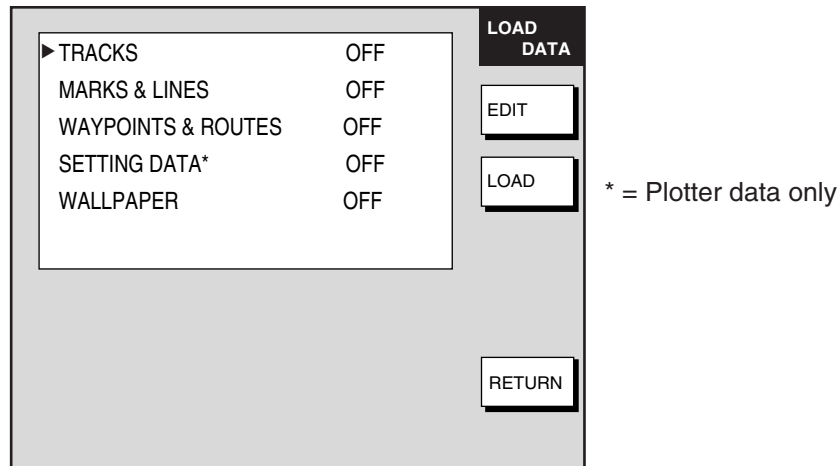 LOAD
DATA
▶TRACKS OFF
MARKS & LINES OFF
WAYPOINTS & ROUTES OFF
SETTING DATA* OFF
WALLPAPER OFF
EDIT
LOAD
* = Plotter data only
RETURN